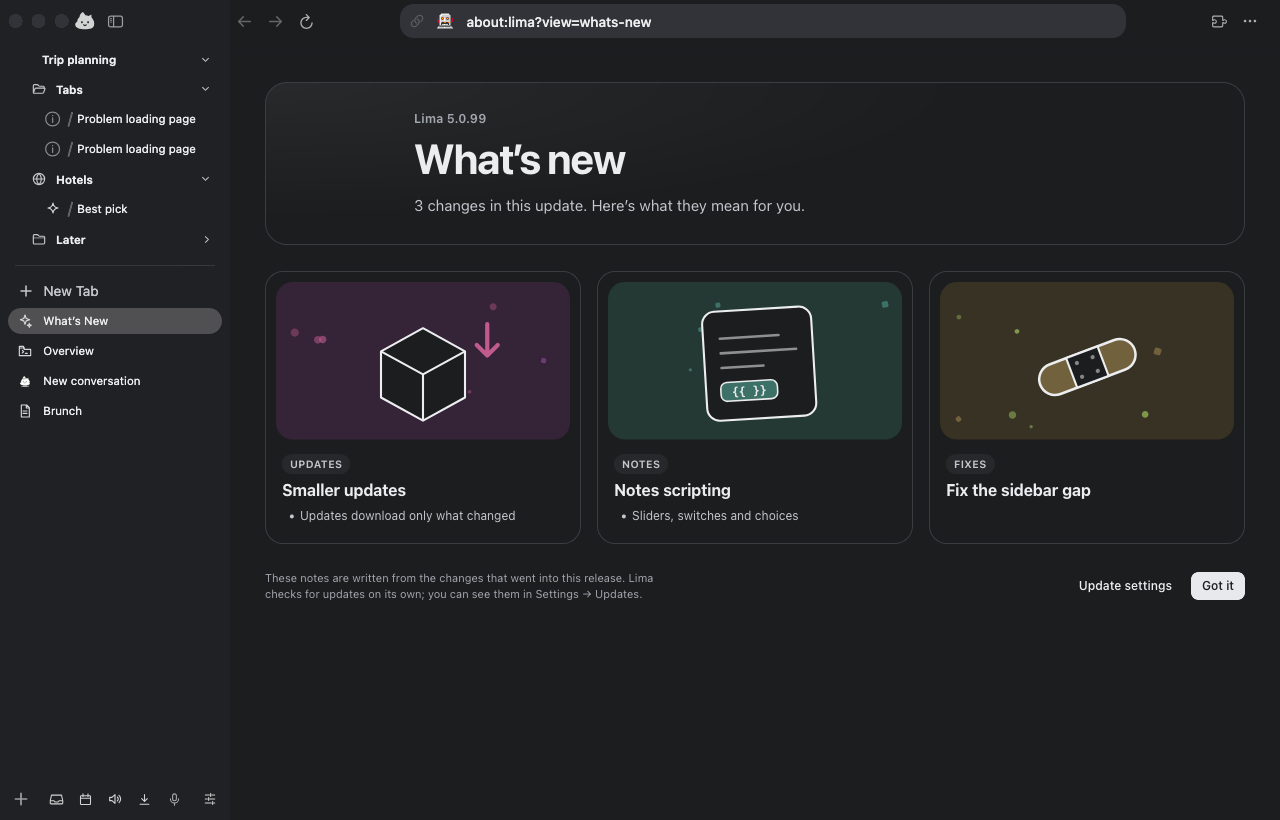 about:lima?view=whats-new
Trip planning
Tabs
/ Problem loading page
/ Problem loading page
Hotels
/ Best pick
Later
New Tab
What's New
Overview
New conversation
Brunch
Lima 5.0.99
What's new
3 changes in this update. Here's what they mean for you.
{{ }}
UPDATES
Smaller updates
• Updates download only what changed
NOTES
Notes scripting
• Sliders, switches and choices
FIXES
Fix the sidebar gap
These notes are written from the changes that went into this release. Lima
checks for updates on its own; you can see them in Settings → Updates.
Update settings
Got it